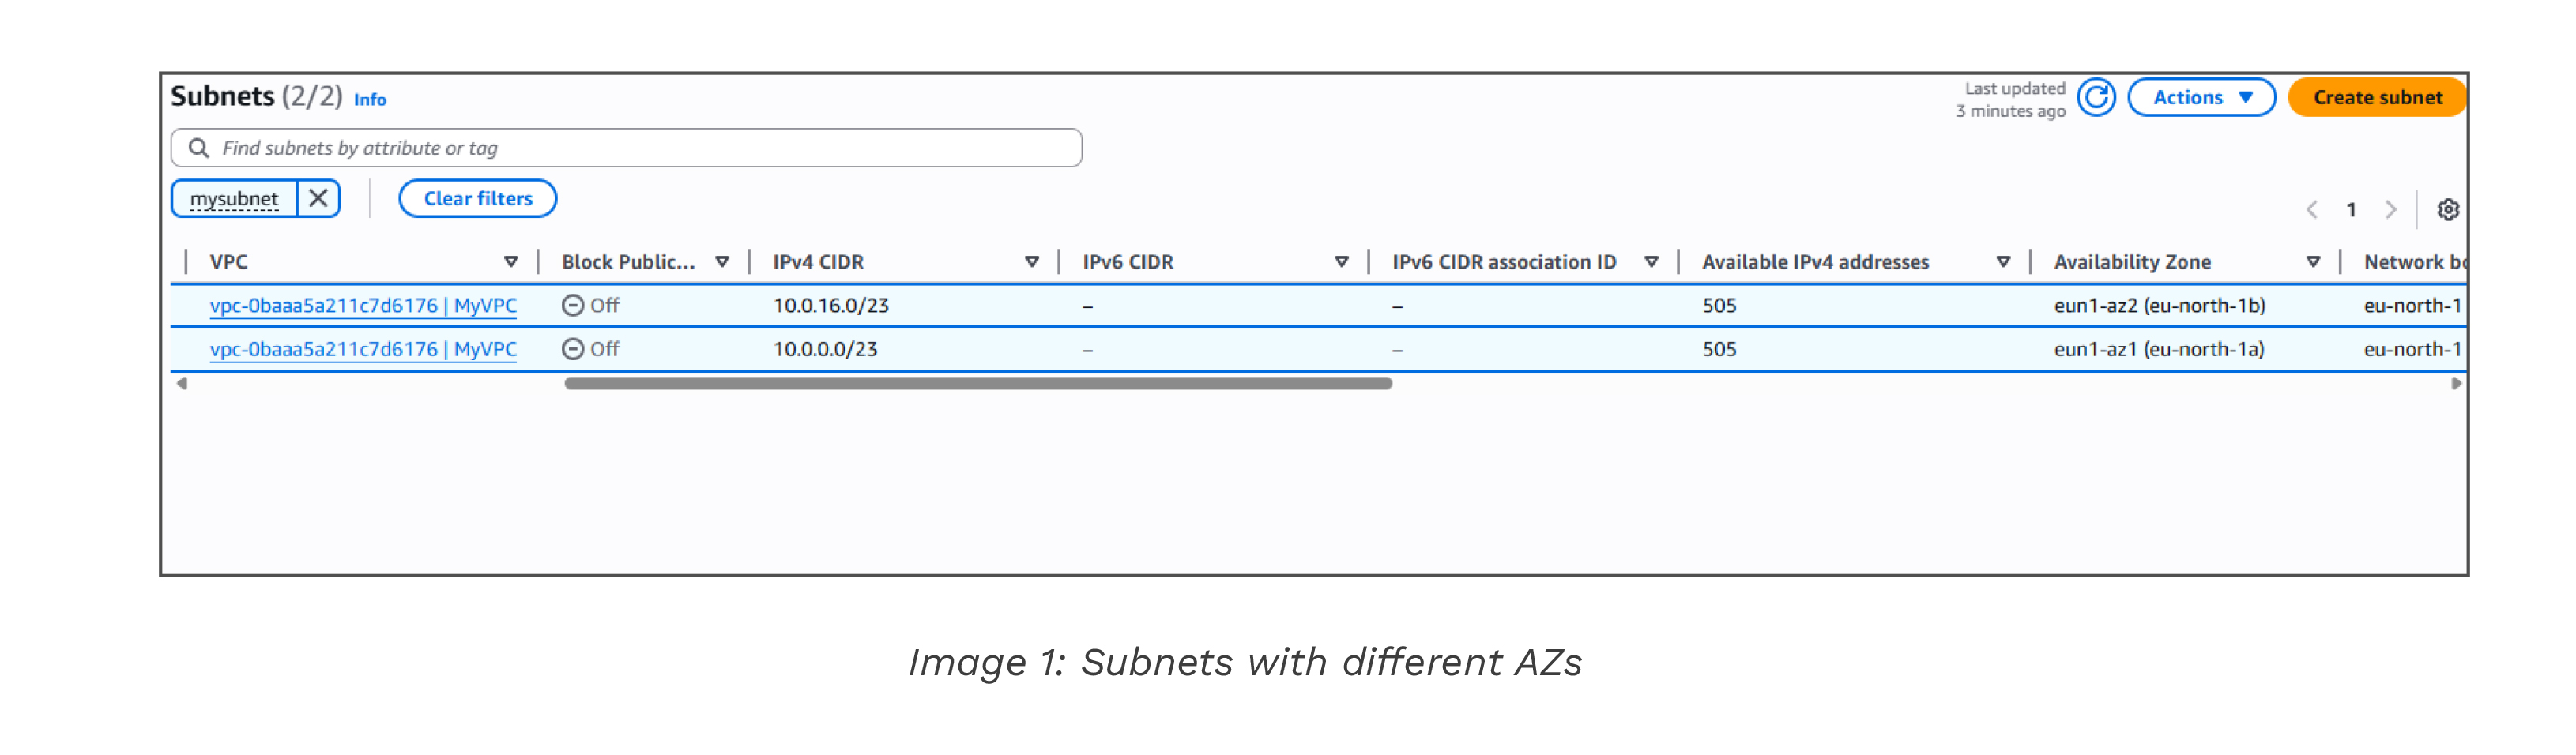 Subnets (2/2) Info
Last updated
3 minutes ago
Actions
Create subnet
Find subnets by attribute or tag
mysubnet
Clear filters
1
VPC Block Public... IPv4 CIDR IPv6 CIDR IPv6 CIDR association ID Available IPv4 addresses Availability Zone Network bo
vpc-0baaa5a211c7d6176 | MyVPC Off 10.0.16.0/23 – – 505 eun1-az2 (eu-north-1b) eu-north-1
vpc-0baaa5a211c7d6176 | MyVPC Off 10.0.0.0/23 – – 505 eun1-az1 (eu-north-1a) eu-north-1
Image 1: Subnets with different AZs